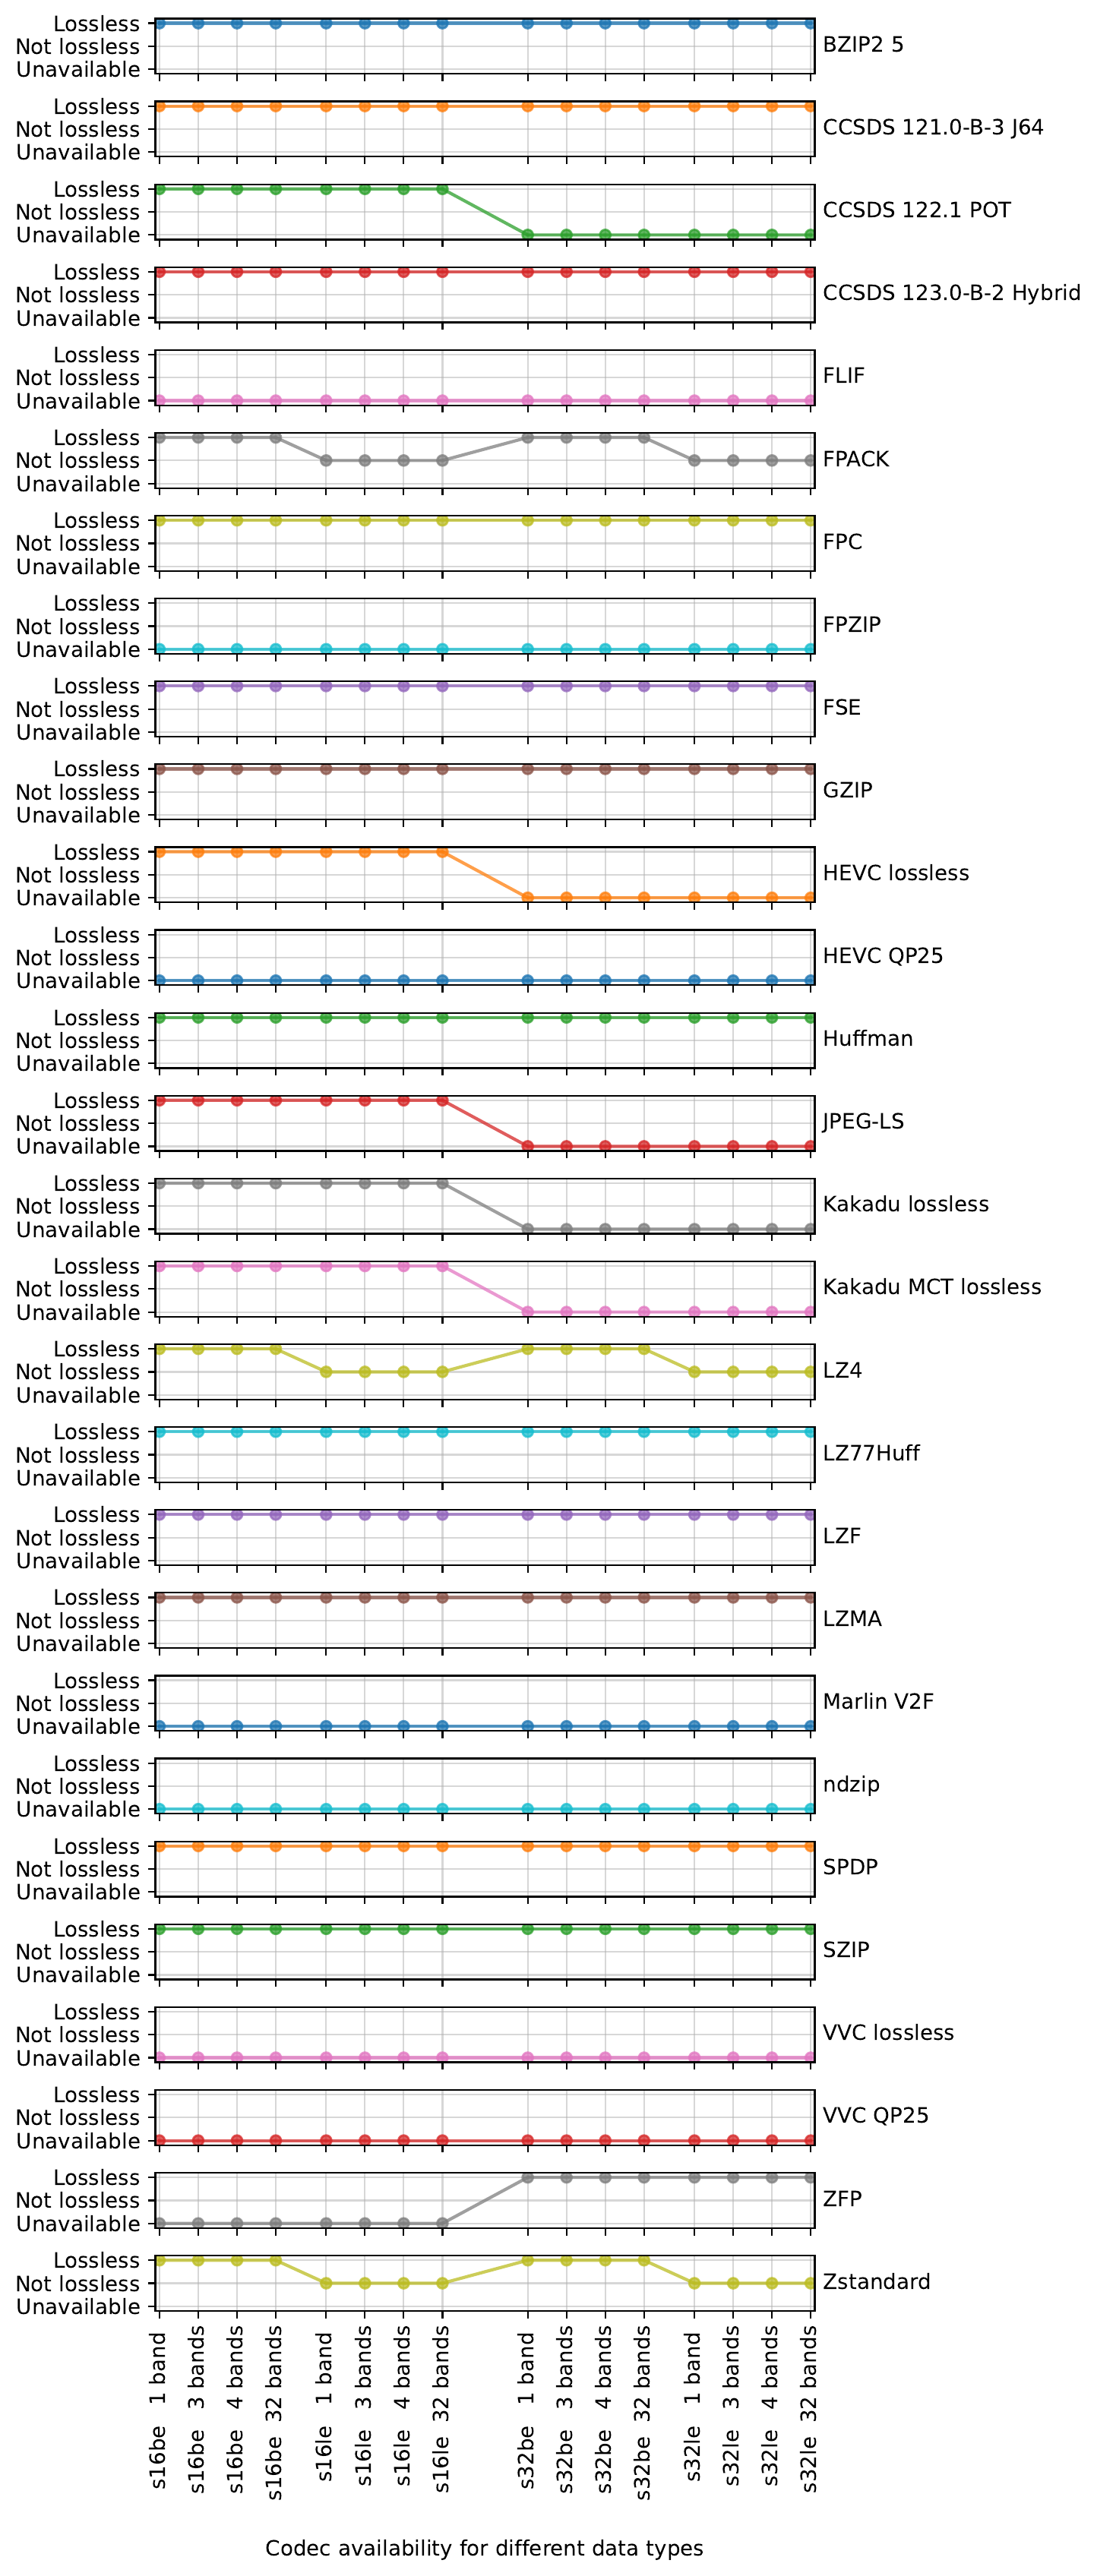 Lossless
Not lossless
Unavailable
BZIP2 5
Lossless
Not lossless
Unavailable
CCSDS 121.0-B-3 J64
Lossless
Not lossless
Unavailable
CCSDS 122.1 POT
Lossless
Not lossless
Unavailable
CCSDS 123.0-B-2 Hybrid
Lossless
Not lossless
Unavailable
FLIF
Lossless
Not lossless
Unavailable
FPACK
Lossless
Not lossless
Unavailable
FPC
Lossless
Not lossless
Unavailable
FPZIP
Lossless
Not lossless
Unavailable
FSE
Lossless
Not lossless
Unavailable
GZIP
Lossless
Not lossless
Unavailable
HEVC lossless
Lossless
Not lossless
Unavailable
HEVC QP25
Lossless
Not lossless
Unavailable
Huffman
Lossless
Not lossless
Unavailable
JPEG-LS
Lossless
Not lossless
Unavailable
Kakadu lossless
Lossless
Not lossless
Unavailable
Kakadu MCT lossless
Lossless
Not lossless
Unavailable
LZ4
Lossless
Not lossless
Unavailable
LZ77Huff
Lossless
Not lossless
Unavailable
LZF
Lossless
Not lossless
Unavailable
LZMA
Lossless
Not lossless
Unavailable
Marlin V2F
Lossless
Not lossless
Unavailable
ndzip
Lossless
Not lossless
Unavailable
SPDP
Lossless
Not lossless
Unavailable
SZIP
Lossless
Not lossless
Unavailable
VVC lossless
Lossless
Not lossless
Unavailable
VVC QP25
Lossless
Not lossless
Unavailable
ZFP
Lossless
Not lossless
Unavailable
Zstandard
s16be 1 band
s16be 3 bands
s16be 4 bands
s16be 32 bands
s16le 1 band
s16le 3 bands
s16le 4 bands
s16le 32 bands
s32be 1 band
s32be 3 bands
s32be 4 bands
s32be 32 bands
s32le 1 band
s32le 3 bands
s32le 4 bands
s32le 32 bands
Codec availability for different data types